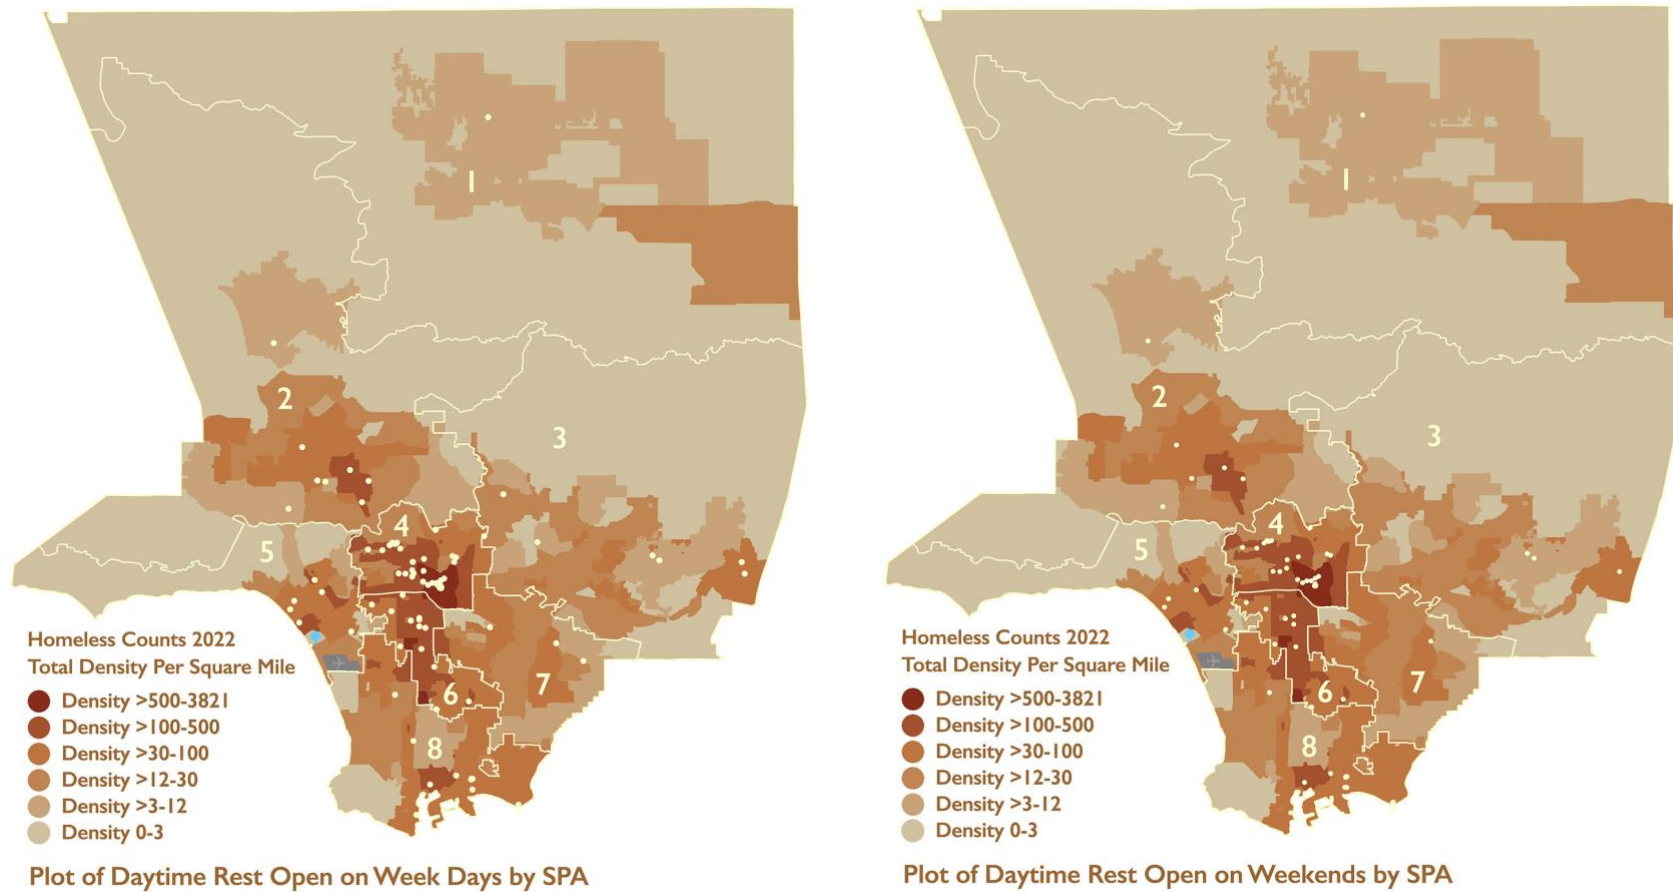 1
2
3
4
5
6
7
8
Homeless Counts 2022
Total Density Per Square Mile
Density >500-3821
Density >100-500
Density >30-100
Density >12-30
Density >3-12
Density 0-3
Plot of Daytime Rest Open on Week Days by SPA
1
2
3
4
5
6
7
8
Homeless Counts 2022
Total Density Per Square Mile
Density >500-3821
Density >100-500
Density >30-100
Density >12-30
Density >3-12
Density 0-3
Plot of Daytime Rest Open on Weekends by SPA